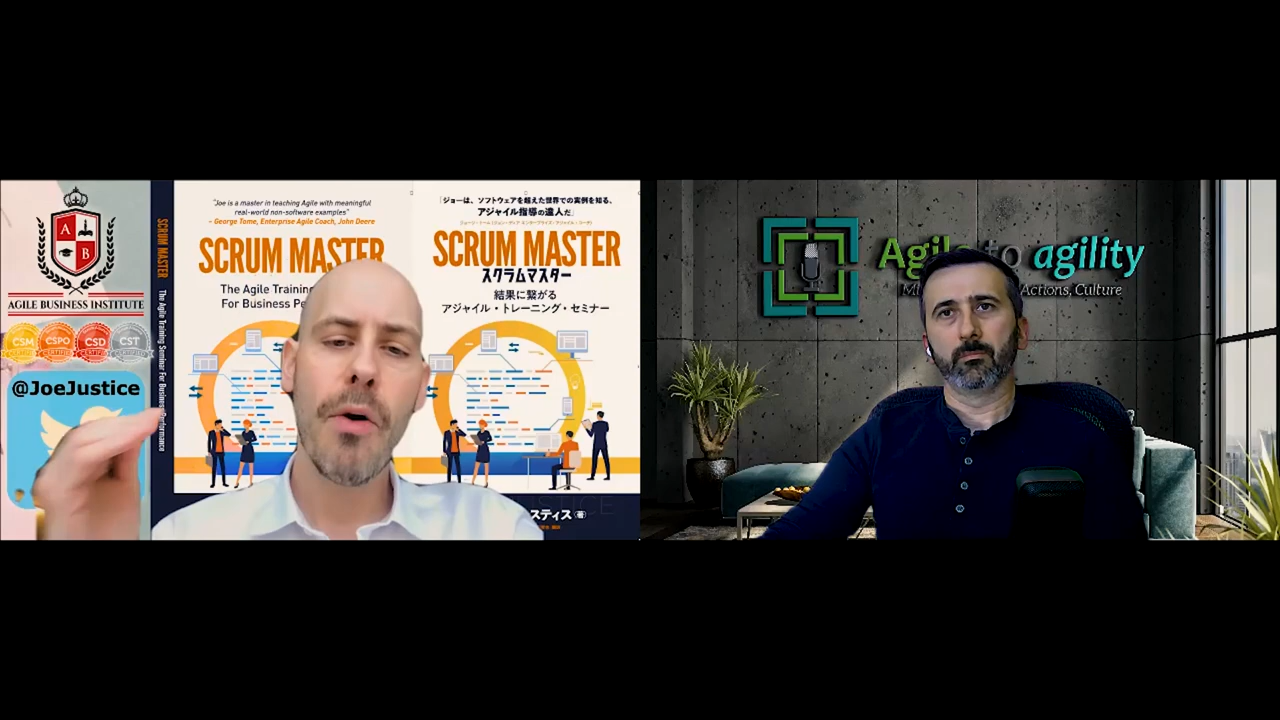 A B
AGILE BUSINESS INSTITUTE
CSM CSPO CSD CST
@JoeJustice
SCRUM MASTER The Agile Training Seminar For Business Performance
"Joe is a master in teaching Agile with meaningful
real-world non-software examples"
- George Tome, Enterprise Agile Coach, John Deere
SCRUM MASTER
The Agile Training
For Business
ジョーは、ソフトウェアを超えた世界での実例を知る、
アジャイル指導の達人だ
SCRUM MASTER
スクラムマスター
結果に繋がる
アジャイル・トレーニング・セミナー
スティス(著)
Agile to agility
Actions, Culture